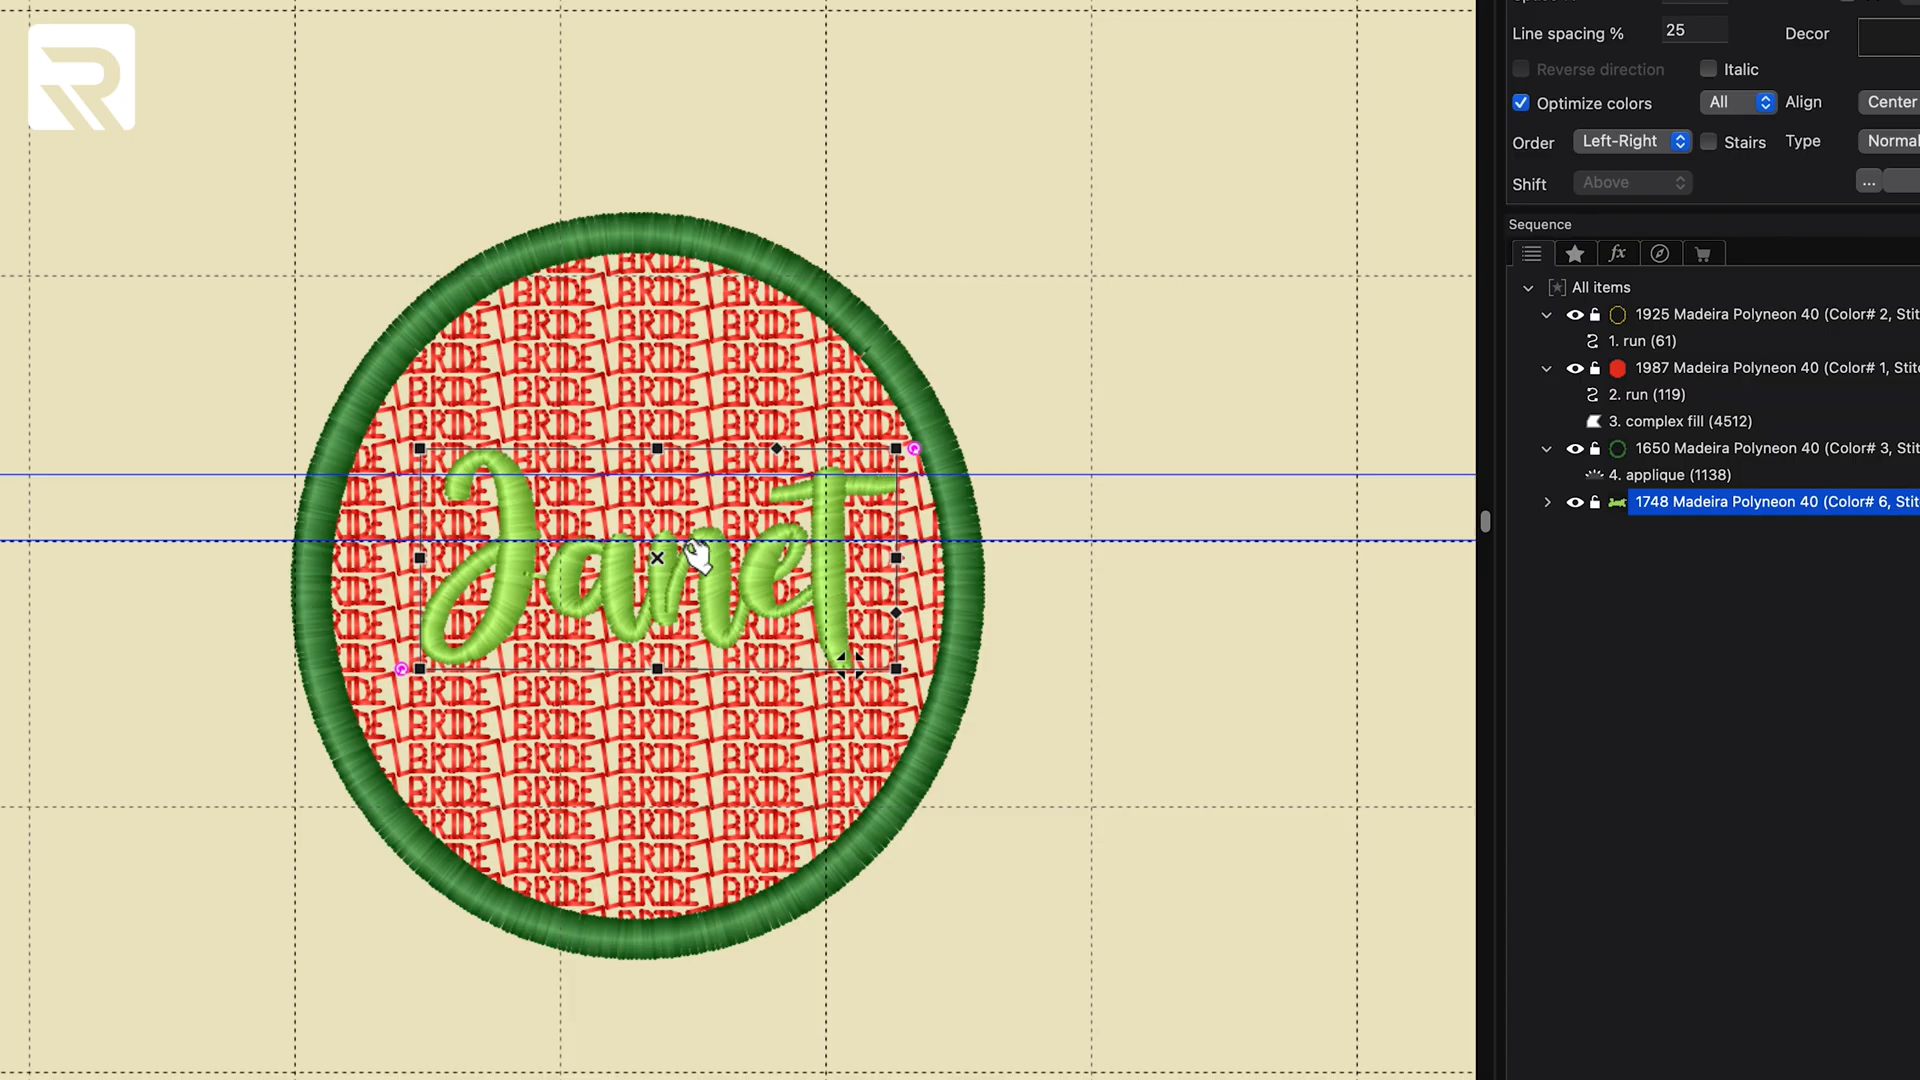 Line spacing %
25
Decor
Reverse direction
Italic
Optimize colors
All
Align
Center
Order
Left-Right
Stairs
Type
Normal
Shift
Above
...
Sequence
fx
All items
1925 Madeira Polyneon 40 (Color# 2, Stit
1. run (61)
1987 Madeira Polyneon 40 (Color# 1, Stit
2. run (119)
3. complex fill (4512)
1650 Madeira Polyneon 40 (Color# 3, Stit
4. applique (1138)
1748 Madeira Polyneon 40 (Color# 6, Stit
BRIDE BRIDE BRIDE
Janet